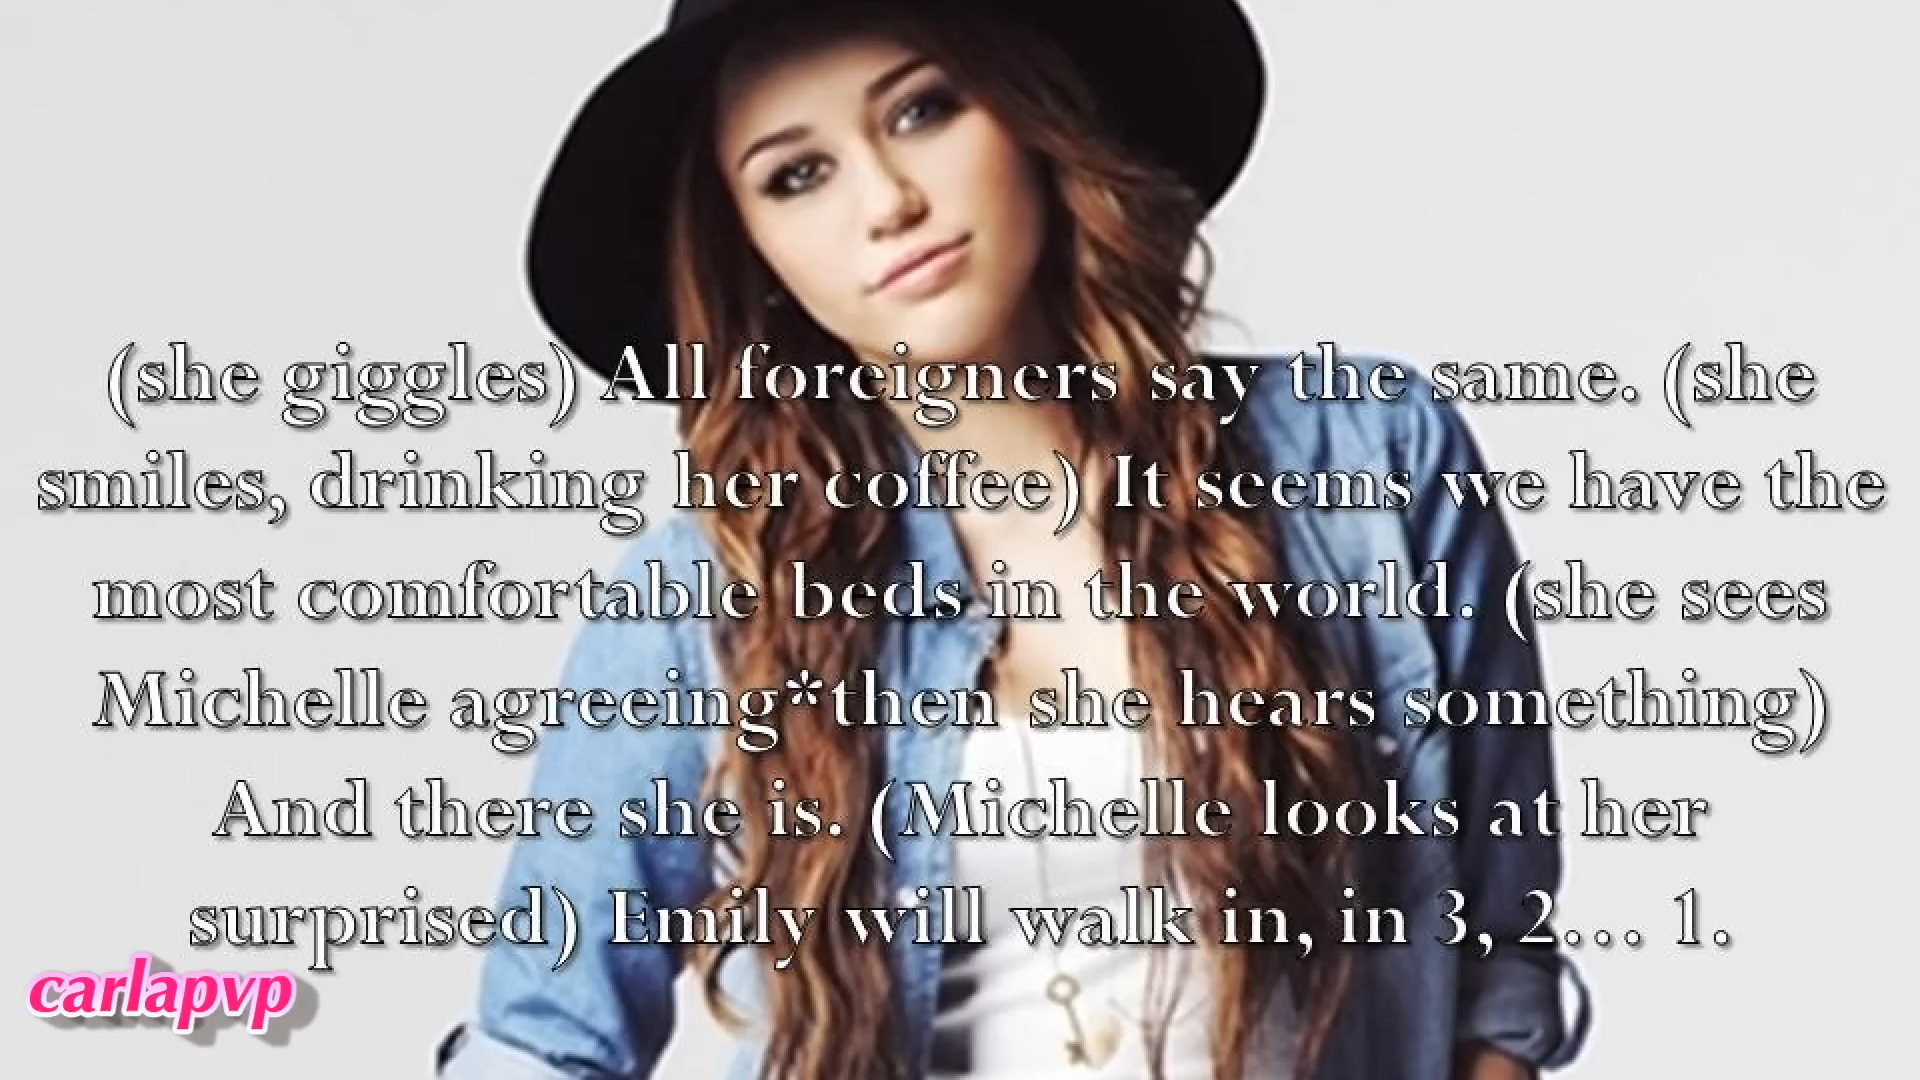 (she giggles) All foreigners say the same. (she
smiles, drinking her coffee) It seems we have the
most comfortable beds in the world. (she sees
Michelle agreeing*then she hears something)
And there she is. (Michelle looks at her
surprised) Emily will walk in, in 3, 2… 1.
carlapvp